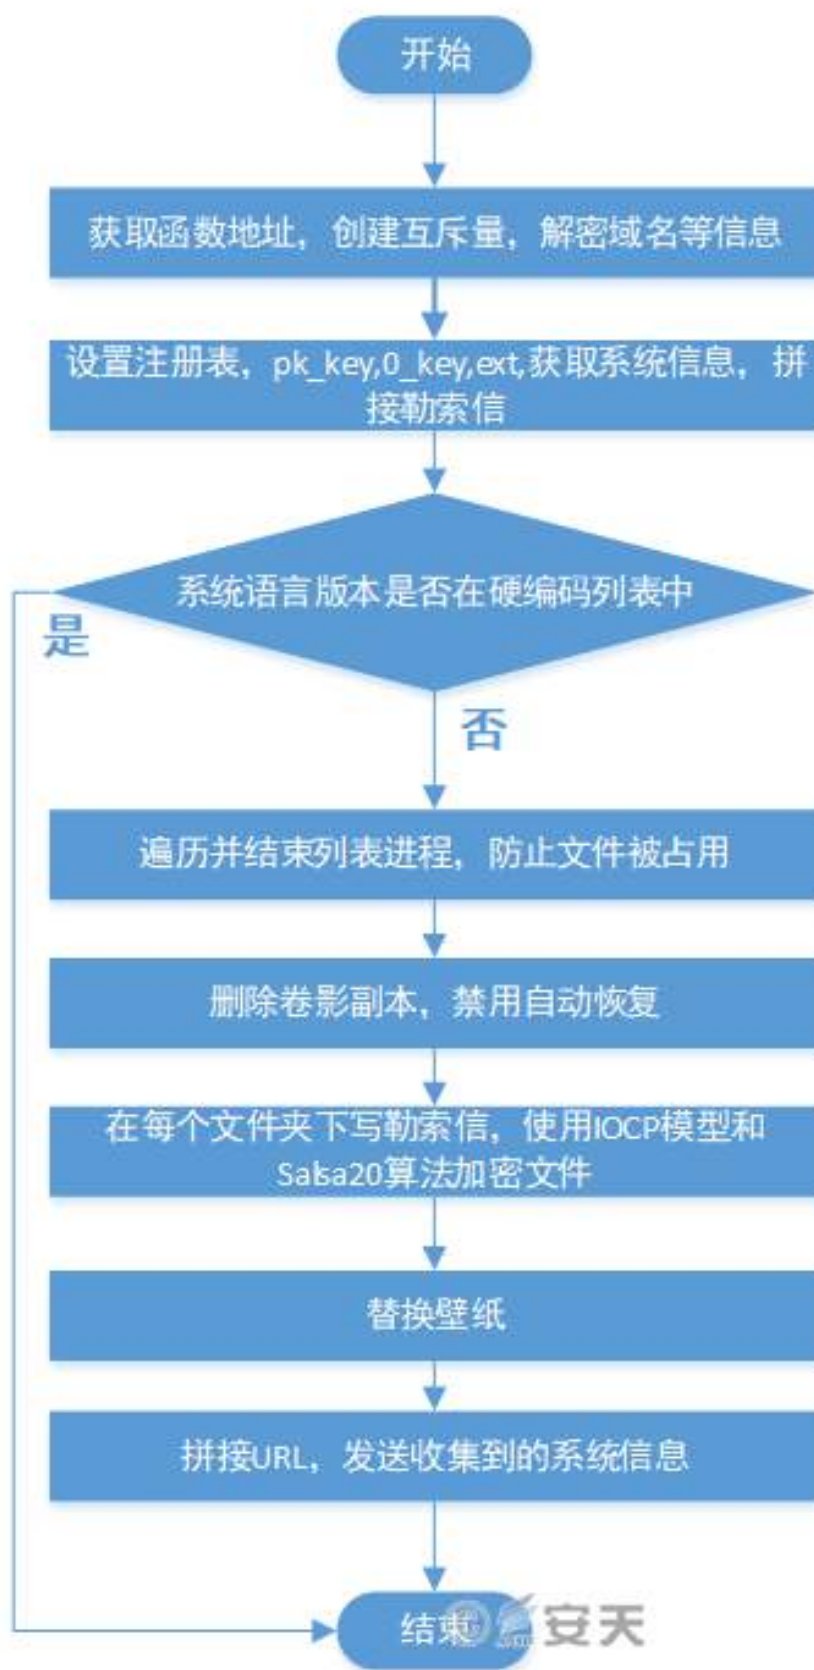 开始
获取函数地址，创建互斥量，解密域名等信息
设置注册表，pk_key,0_key,ext,获取系统信息，拼
接勒索信
系统语言版本是否在硬编码列表中
是
否
遍历并结束列表进程，防止文件被占用
删除卷影副本，禁用自动恢复
在每个文件夹下写勒索信，使用IOCP模型和
Salsa20算法加密文件
替换壁纸
拼接URL，发送收集到的系统信息
结束
安天